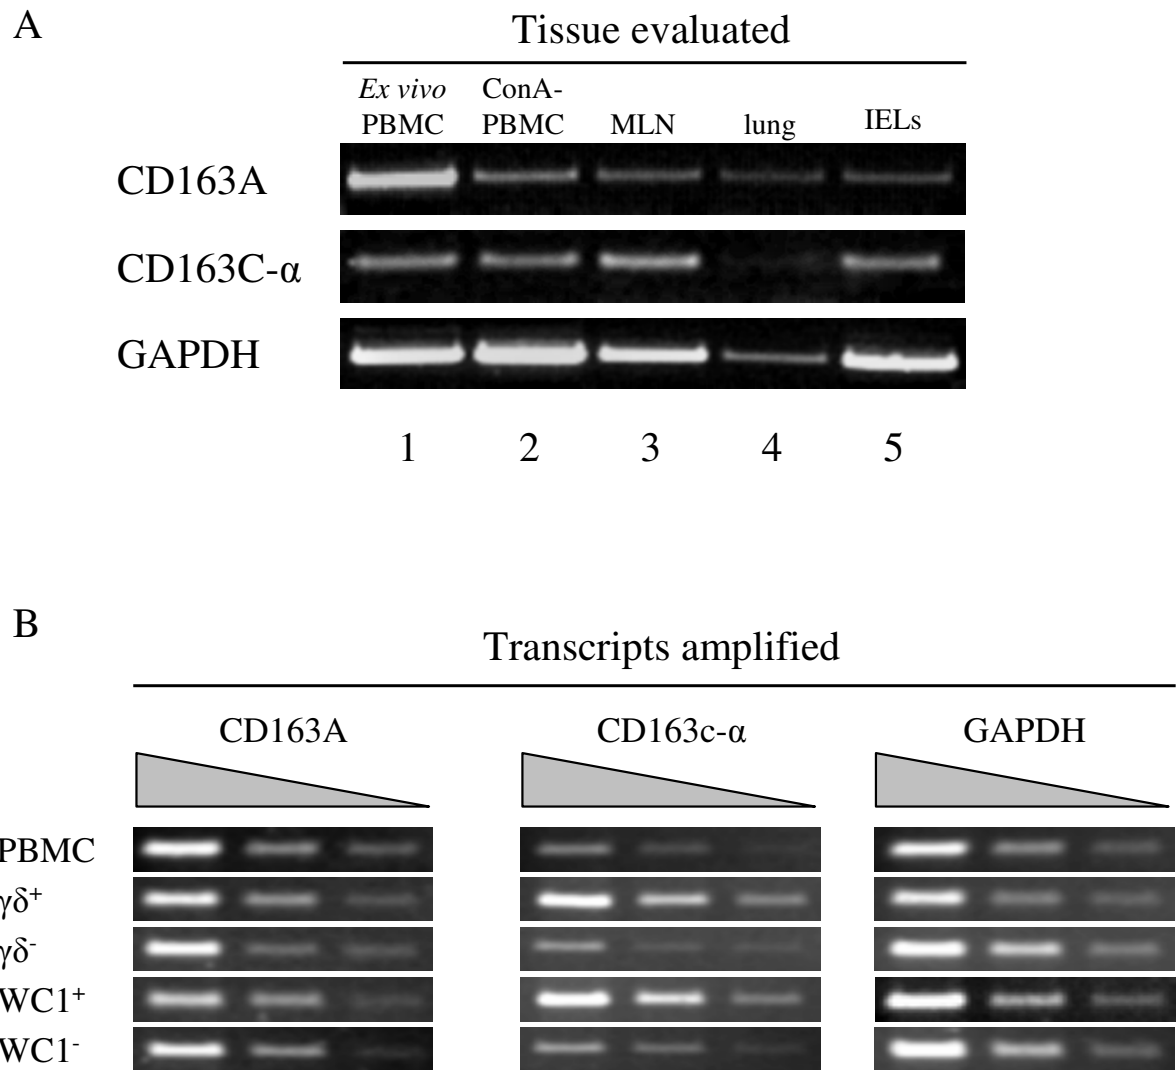 A
Tissue evaluated
Ex vivo PBMC
ConA-PBMC
MLN
lung
IELs
CD163A
CD163C-α
GAPDH
1 2 3 4 5
B
Transcripts amplified
CD163A
CD163c-α
GAPDH
PBMC
γδ+
γδ-
WC1+
WC1-